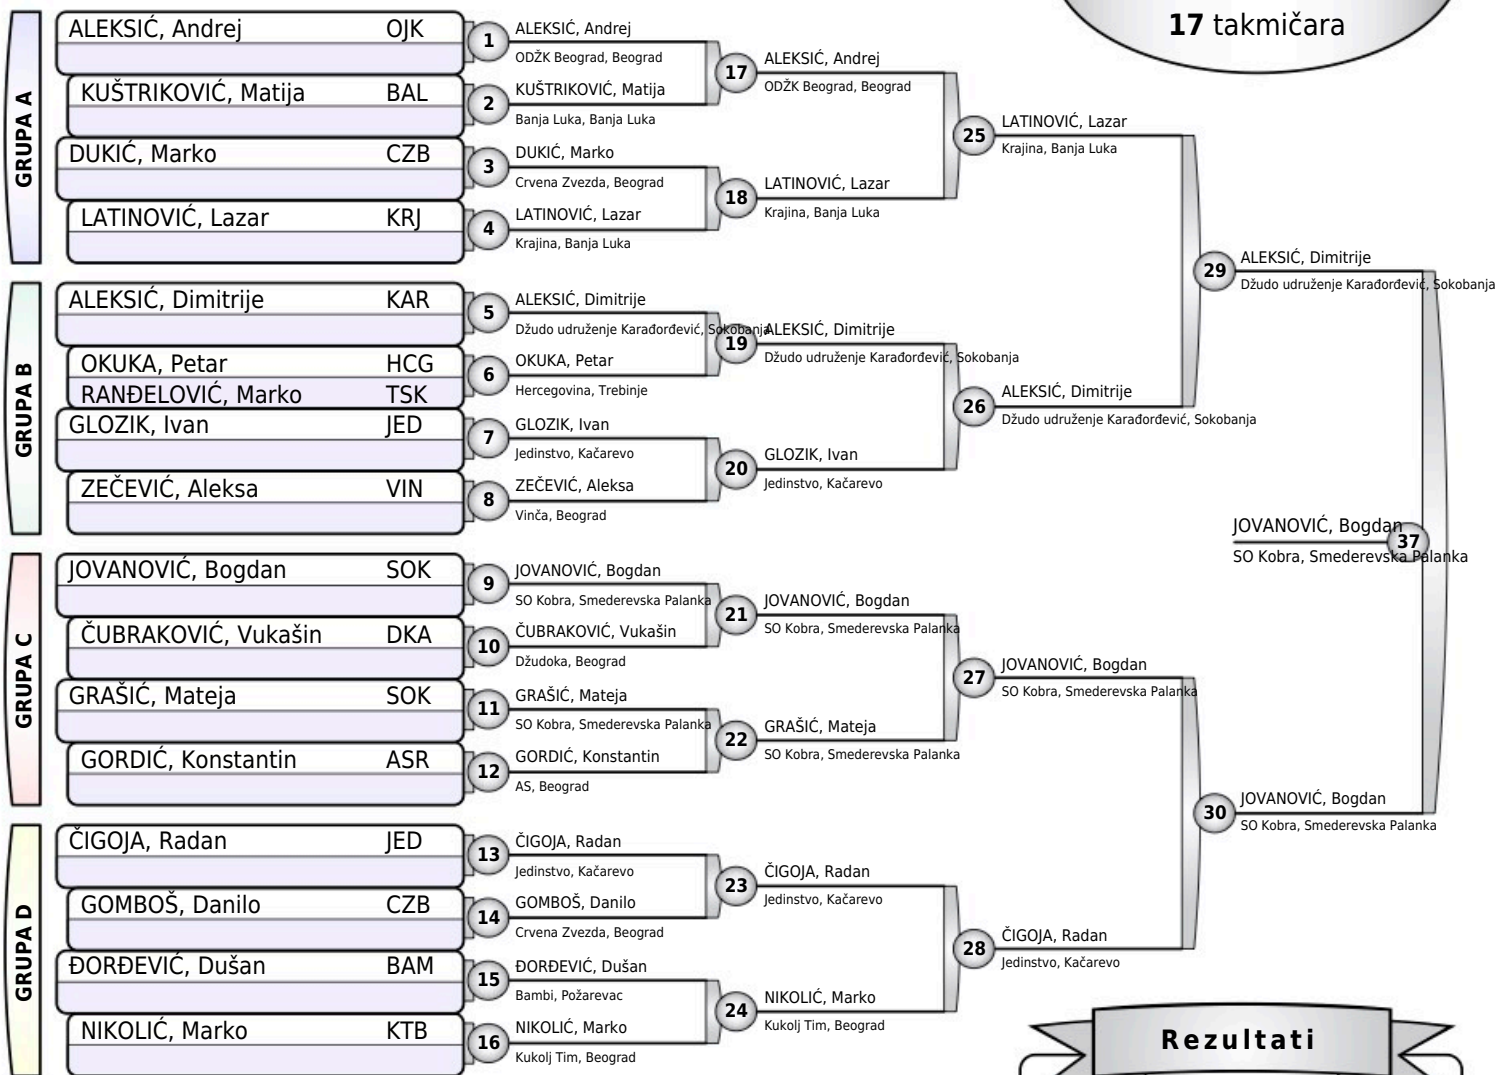 17 takmičara
GRUPA A
ALEKSIĆ, Andrej OJK
KUŠTRIKOVIĆ, Matija BAL
DUKIĆ, Marko CZB
LATINOVIĆ, Lazar KRJ
GRUPA B
ALEKSIĆ, Dimitrije KAR
OKUKA, Petar HCG
RANĐELOVIĆ, Marko TSK
GLOZIK, Ivan JED
ZEČEVIĆ, Aleksa VIN
GRUPA C
JOVANOVIĆ, Bogdan SOK
ČUBRAKOVIĆ, Vukašin DKA
GRAŠIĆ, Mateja SOK
GORDIĆ, Konstantin ASR
GRUPA D
ČIGOJA, Radan JED
GOMBOŠ, Danilo CZB
ĐORĐEVIĆ, Dušan BAM
NIKOLIĆ, Marko KTB
1 ALEKSIĆ, Andrej
ODŽK Beograd, Beograd
2 KUŠTRIKOVIĆ, Matija
Banja Luka, Banja Luka
3 DUKIĆ, Marko
Crvena Zvezda, Beograd
4 LATINOVIĆ, Lazar
Krajina, Banja Luka
5 ALEKSIĆ, Dimitrije
Džudo udruženje Karađorđević, Sokobanja
6 OKUKA, Petar
Hercegovina, Trebinje
7 GLOZIK, Ivan
Jedinstvo, Kačarevo
8 ZEČEVIĆ, Aleksa
Vinča, Beograd
9 JOVANOVIĆ, Bogdan
SO Kobra, Smederevska Palanka
10 ČUBRAKOVIĆ, Vukašin
Džudoka, Beograd
11 GRAŠIĆ, Mateja
SO Kobra, Smederevska Palanka
12 GORDIĆ, Konstantin
AS, Beograd
13 ČIGOJA, Radan
Jedinstvo, Kačarevo
14 GOMBOŠ, Danilo
Crvena Zvezda, Beograd
15 ĐORĐEVIĆ, Dušan
Bambi, Požarevac
16 NIKOLIĆ, Marko
Kukolj Tim, Beograd
17 ALEKSIĆ, Andrej
ODŽK Beograd, Beograd
18 LATINOVIĆ, Lazar
Krajina, Banja Luka
19 ALEKSIĆ, Dimitrije
Džudo udruženje Karađorđević, Sokobanja
20 GLOZIK, Ivan
Jedinstvo, Kačarevo
21 JOVANOVIĆ, Bogdan
SO Kobra, Smederevska Palanka
22 GRAŠIĆ, Mateja
SO Kobra, Smederevska Palanka
23 ČIGOJA, Radan
Jedinstvo, Kačarevo
24 NIKOLIĆ, Marko
Kukolj Tim, Beograd
25 LATINOVIĆ, Lazar
Krajina, Banja Luka
26 ALEKSIĆ, Dimitrije
Džudo udruženje Karađorđević, Sokobanja
27 JOVANOVIĆ, Bogdan
SO Kobra, Smederevska Palanka
28 ČIGOJA, Radan
Jedinstvo, Kačarevo
29 ALEKSIĆ, Dimitrije
Džudo udruženje Karađorđević, Sokobanja
30 JOVANOVIĆ, Bogdan
SO Kobra, Smederevska Palanka
JOVANOVIĆ, Bogdan 37
SO Kobra, Smederevska Palanka
Rezultati